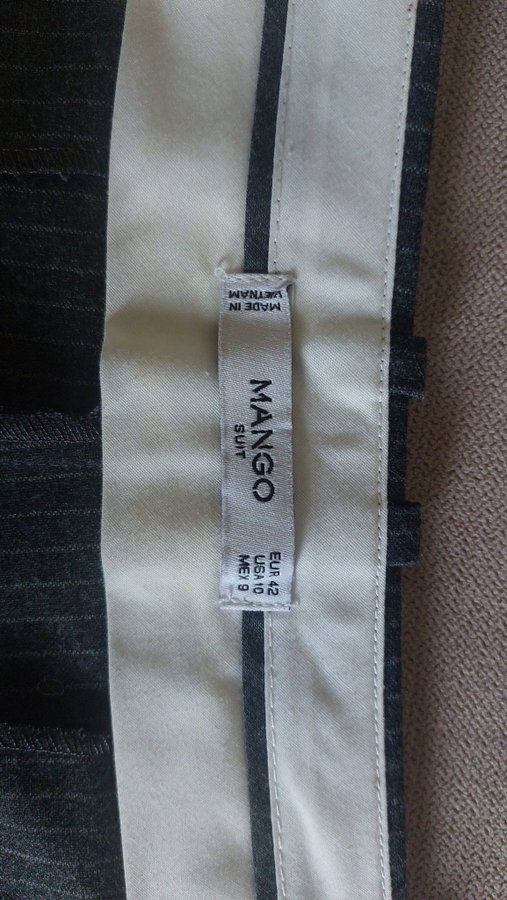 MADE IN
VIETNAM
MANGO
SUIT
EUR 42
USA 10
MEX 9